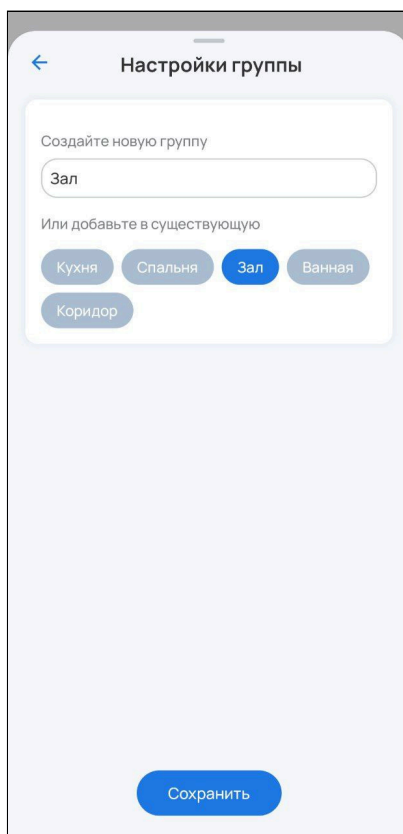 Настройки группы
Создайте новую группу
Зал
Или добавьте в существующую
Кухня Спальня Зал Ванная
Коридор
Сохранить